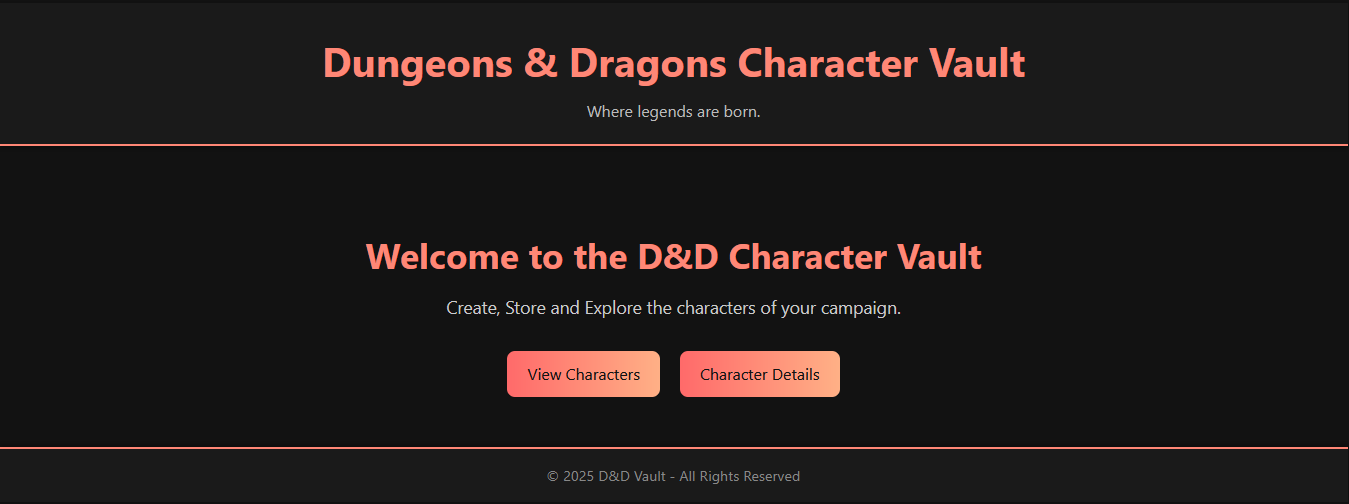 Dungeons & Dragons Character Vault
Where legends are born.
Welcome to the D&D Character Vault
Create, Store and Explore the characters of your campaign.
View Characters
Character Details
© 2025 D&D Vault - All Rights Reserved